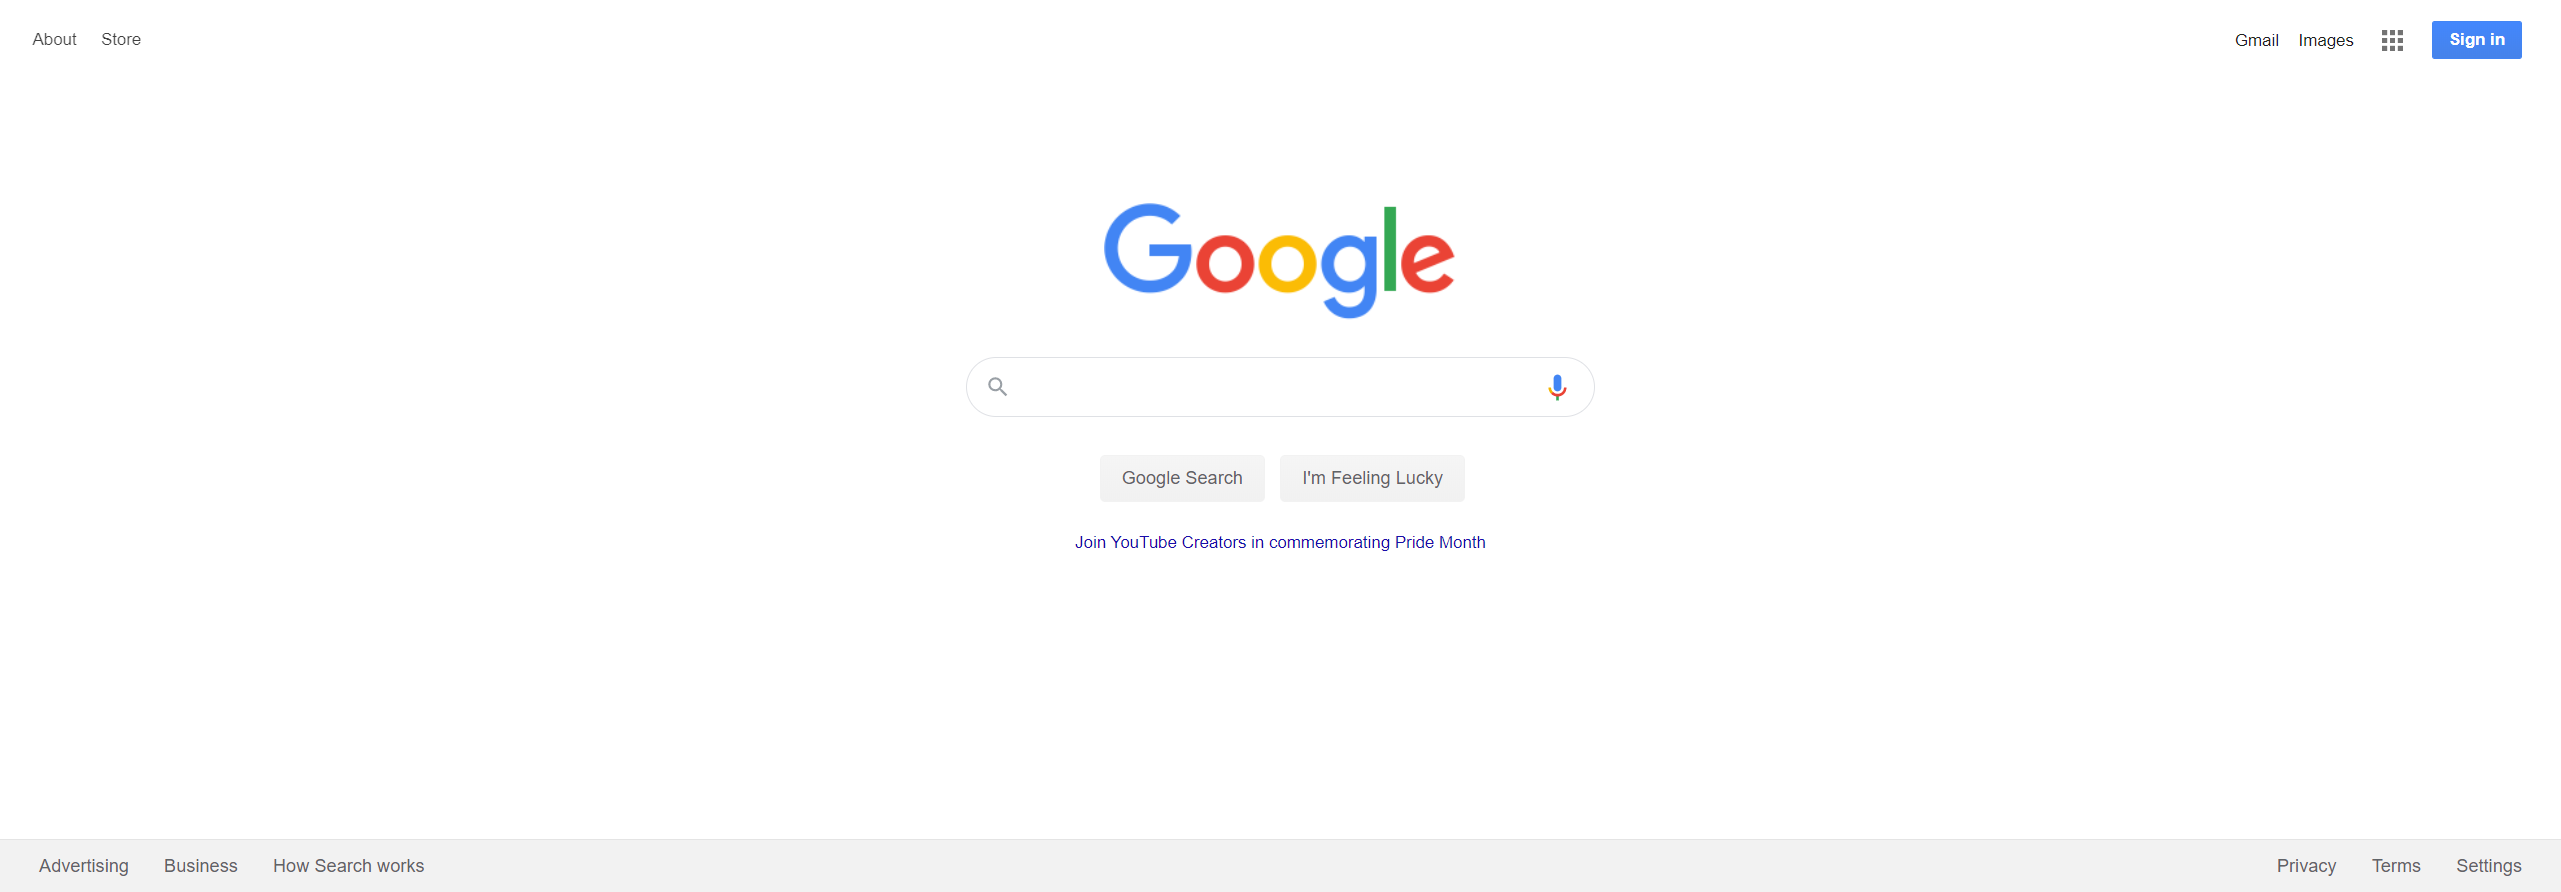 About Store Gmail Images Sign in
Google
Google Search I'm Feeling Lucky
Join YouTube Creators in commemorating Pride Month
Advertising Business How Search works Privacy Terms Settings